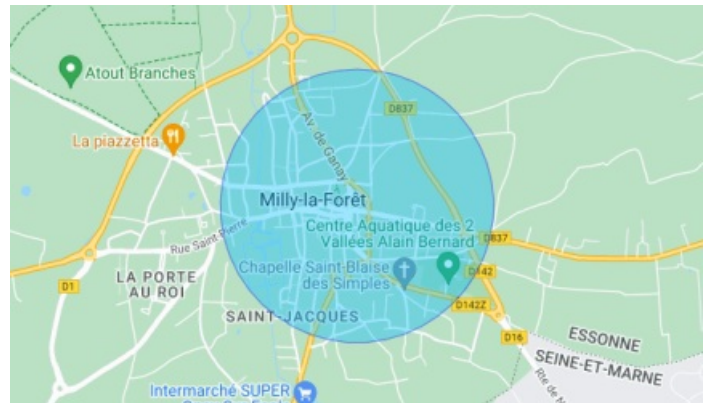 Atout Branches
D837
La piazzetta
Av. de Ganay
Milly-la-Forêt
Rue Saint-Pierre
Centre Aquatique des 2
Vallées Alain Bernard
D837
Chapelle Saint-Blaise
des Simples
D142
LA PORTE
AU ROI
D1
D142Z
SAINT-JACQUES
D16
ESSONNE
SEINE-ET-MARNE
Intermarché SUPER